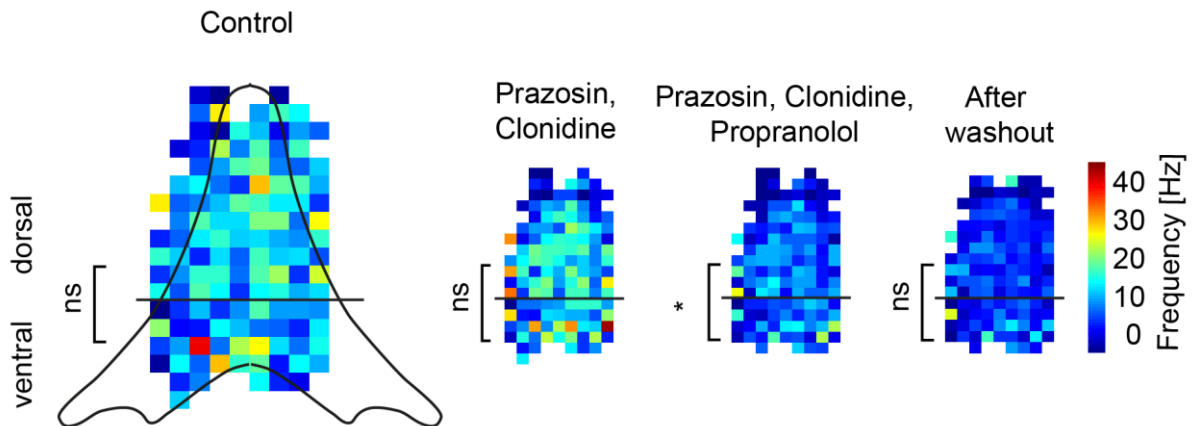 Control
Prazosin,
Clonidine
Prazosin, Clonidine,
Propranolol
After
washout
dorsal
ventral
ns
ns
*
ns
40
30
20
10
0
Frequency [Hz]